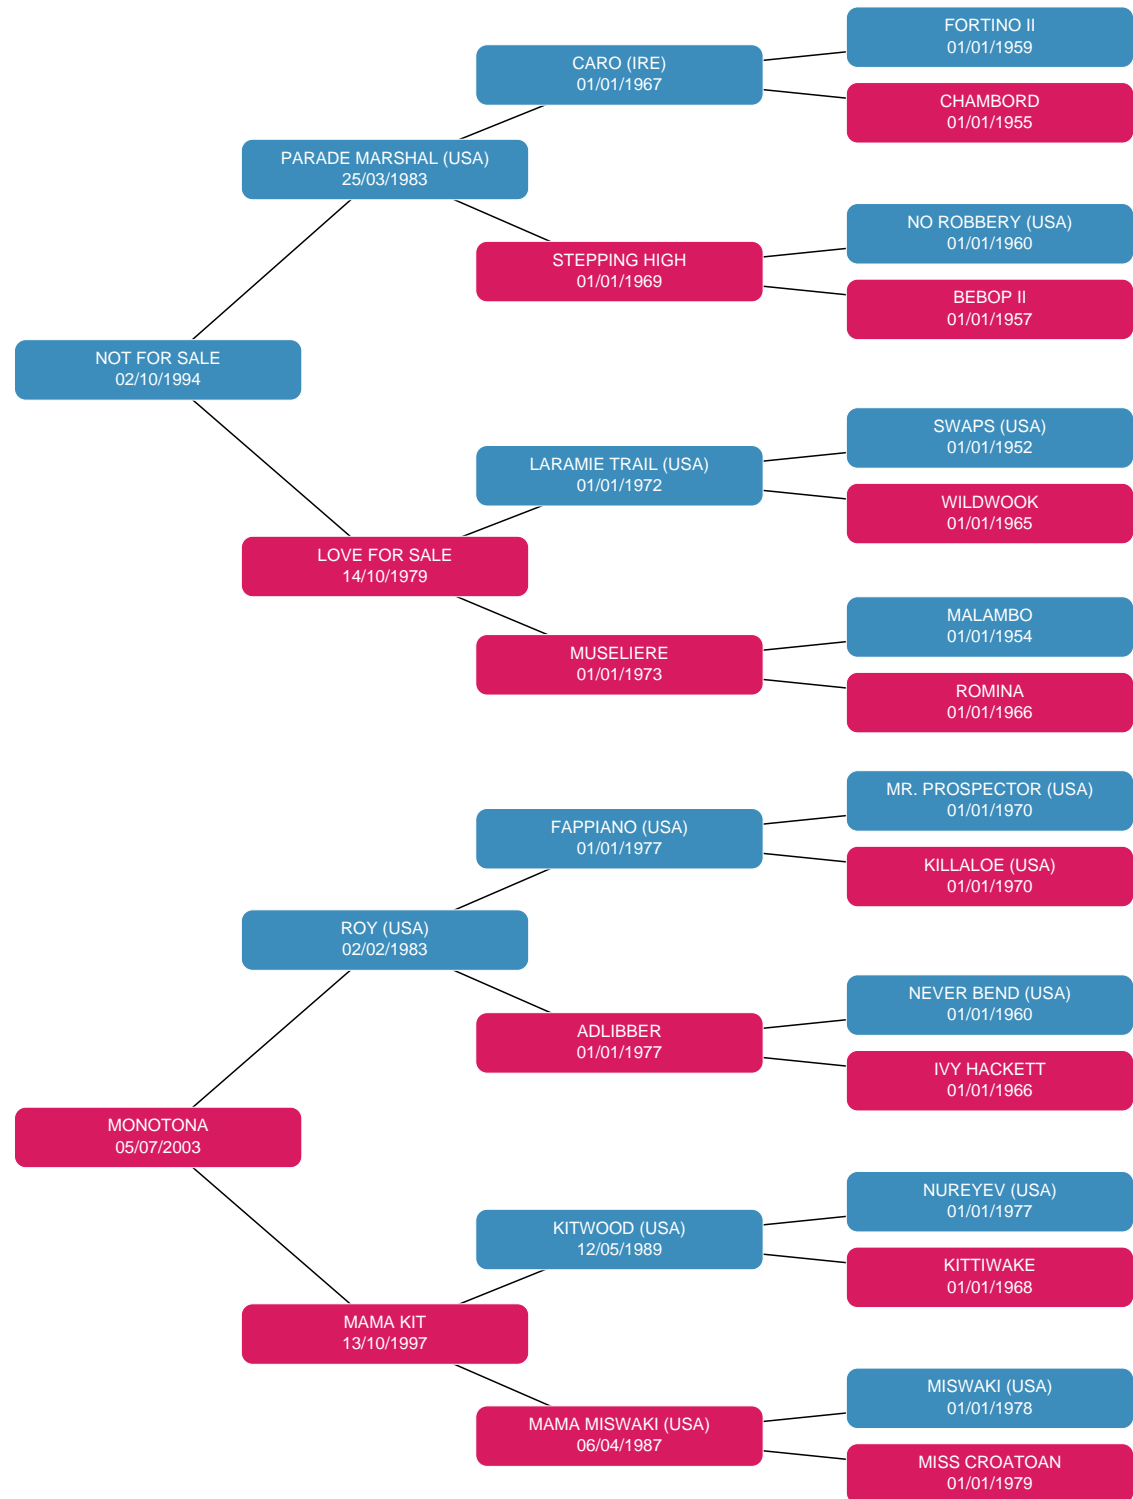 FORTINO II
01/01/1959
CARO (IRE)
01/01/1967
CHAMBORD
01/01/1955
PARADE MARSHAL (USA)
25/03/1983
NO ROBBERY (USA)
01/01/1960
STEPPING HIGH
01/01/1969
BEBOP II
01/01/1957
NOT FOR SALE
02/10/1994
SWAPS (USA)
01/01/1952
LARAMIE TRAIL (USA)
01/01/1972
WILDWOOK
01/01/1965
LOVE FOR SALE
14/10/1979
MALAMBO
01/01/1954
MUSELIERE
01/01/1973
ROMINA
01/01/1966
MR. PROSPECTOR (USA)
01/01/1970
FAPPIANO (USA)
01/01/1977
KILLALOE (USA)
01/01/1970
ROY (USA)
02/02/1983
NEVER BEND (USA)
01/01/1960
ADLIBBER
01/01/1977
IVY HACKETT
01/01/1966
MONOTONA
05/07/2003
NUREYEV (USA)
01/01/1977
KITWOOD (USA)
12/05/1989
KITTIWAKE
01/01/1968
MAMA KIT
13/10/1997
MISWAKI (USA)
01/01/1978
MAMA MISWAKI (USA)
06/04/1987
MISS CROATOAN
01/01/1979